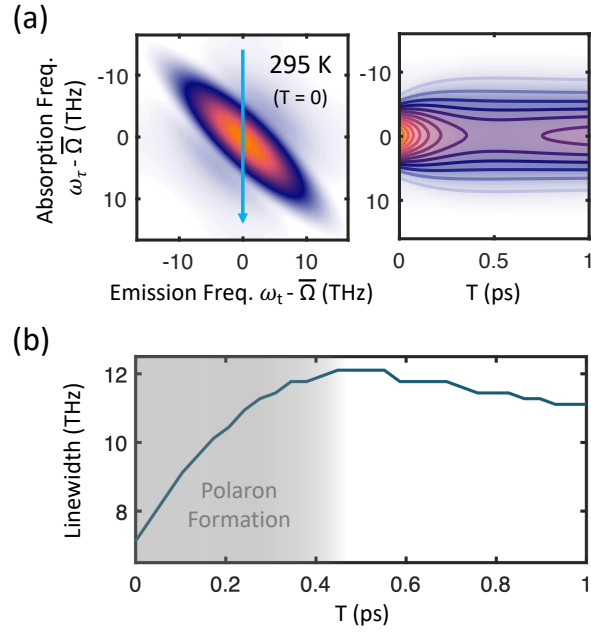 (a)
Absorption Freq.
ω_τ - Ω̅ (THz)
-10
0
10
295 K
(T = 0)
-10
0
10
Emission Freq. ω_t - Ω̅ (THz)
-10
0
10
0
0.5
1
T (ps)
(b)
Linewidth (THz)
12
10
8
Polaron
Formation
0
0.2
0.4
0.6
0.8
1
T (ps)